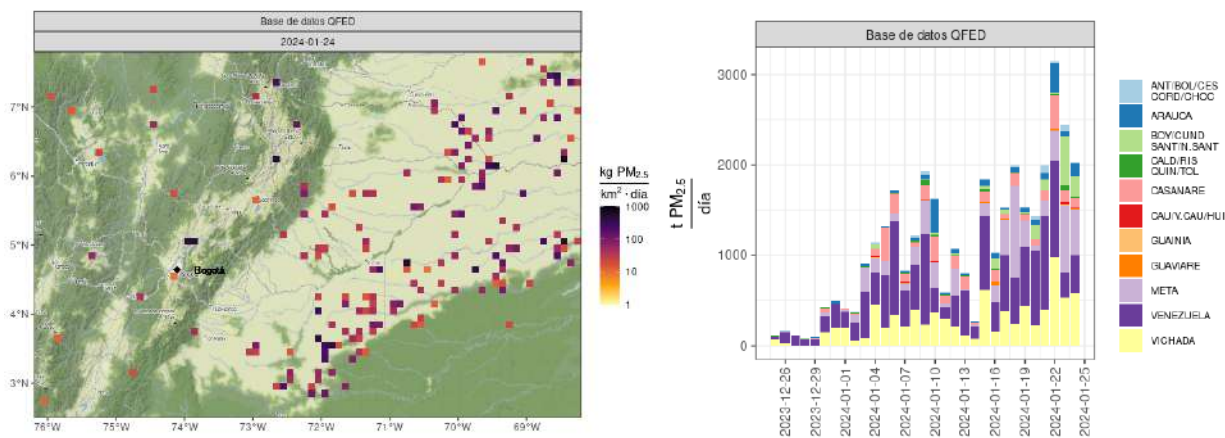 Base de datos QFED
2024-01-24
7°N
6°N
5°N
4°N
3°N
76°W
75°W
74°W
73°W
72°W
71°W
70°W
69°W
Bogotá
kg PM2.5
km² · día
1000
100
10
1
Base de datos QFED
t PM2.5
día
3000
2000
1000
0
2023-12-26
2023-12-29
2024-01-01
2024-01-04
2024-01-07
2024-01-10
2024-01-13
2024-01-16
2024-01-19
2024-01-22
2024-01-25
ANT/BOL/CES
CORD/CHOC
ARAUCA
BOY/CUND
SANT/N.SANT
CALD/RIS
QUIN/TOL
CASANARE
CAU/V.CAU/HUI
GUAINIA
GUAVIARE
META
VENEZUELA
VICHADA